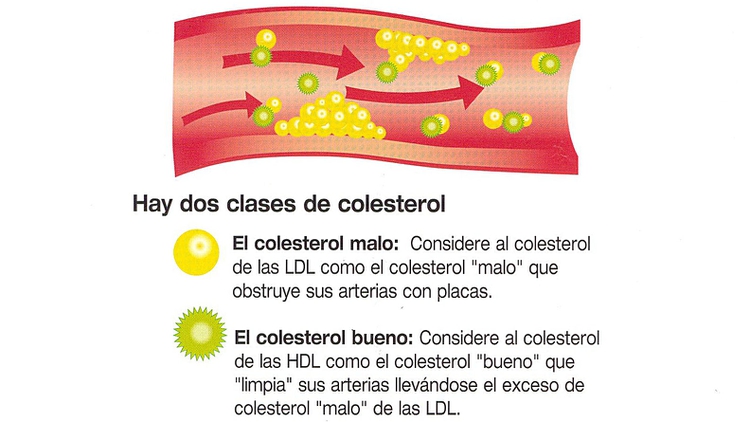 Hay dos clases de colesterol
El colesterol malo: Considere al colesterol
de las LDL como el colesterol "malo" que
obstruye sus arterias con placas.
El colesterol bueno: Considere al colesterol
de las HDL como el colesterol "bueno" que
"limpia" sus arterias llevándose el exceso de
colesterol "malo" de las LDL.